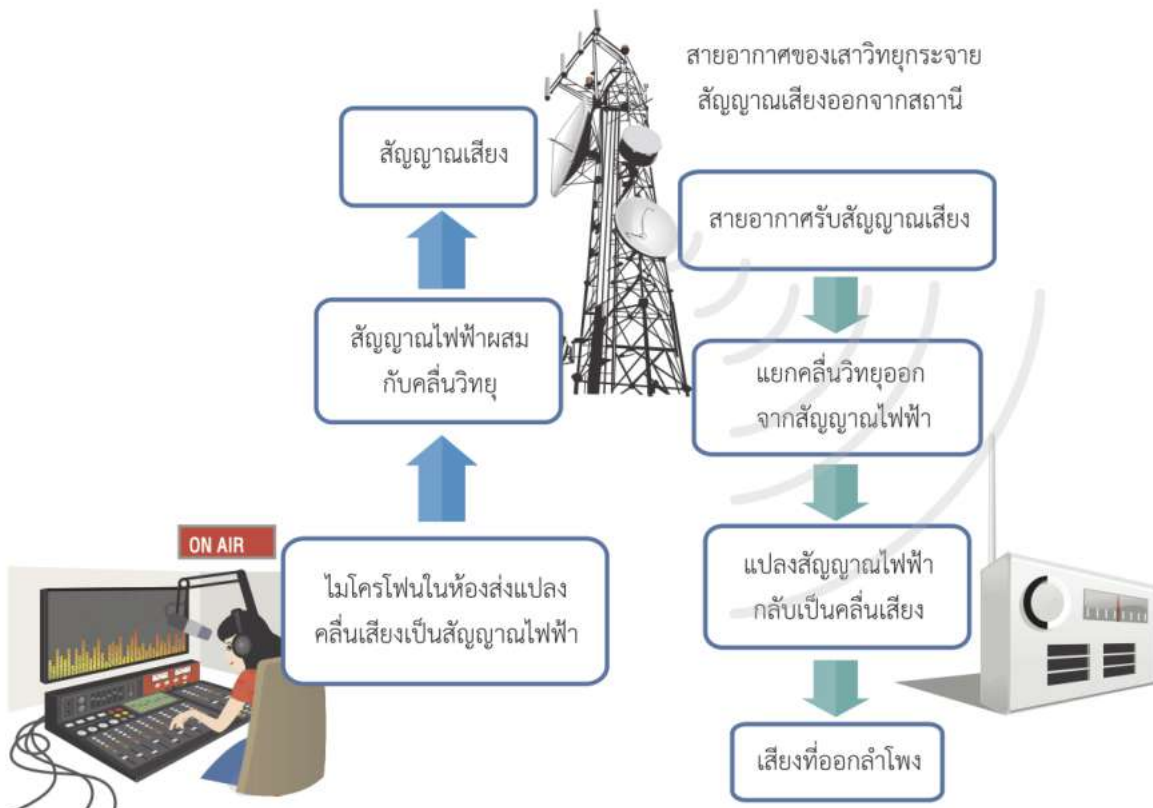 สายอากาศของเสาวิทยุกระจาย
สัญญาณเสียงออกจากสถานี
สัญญาณเสียง
สัญญาณไฟฟ้าผสม
กับคลื่นวิทยุ
ON AIR
ไมโครโฟนในห้องส่งแปลง
คลื่นเสียงเป็นสัญญาณไฟฟ้า
สายอากาศรับสัญญาณเสียง
แยกคลื่นวิทยุออก
จากสัญญาณไฟฟ้า
แปลงสัญญาณไฟฟ้า
กลับเป็นคลื่นเสียง
เสียงที่ออกลำโพง